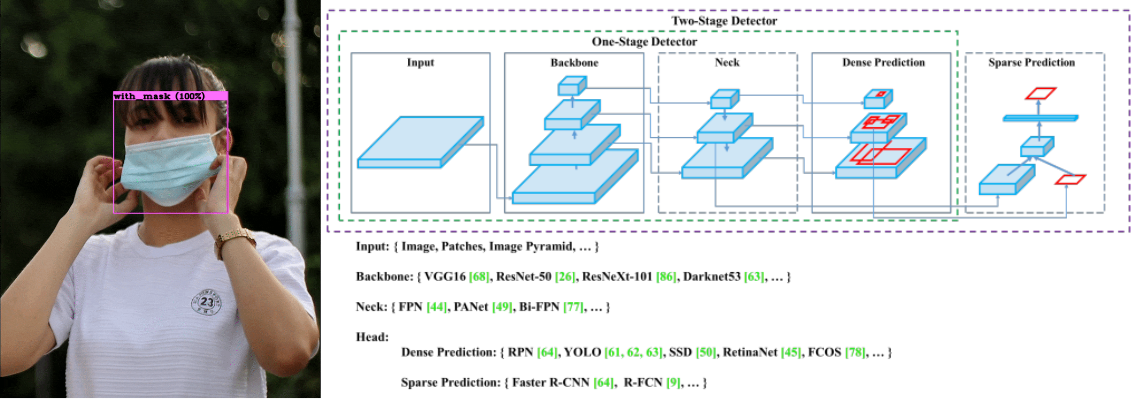 with_mask (100%)
23
Two-Stage Detector
One-Stage Detector
Input
Backbone
Neck
Dense Prediction
Sparse Prediction
Input: { Image, Patches, Image Pyramid, … }
Backbone: { VGG16 [68], ResNet-50 [26], ResNeXt-101 [86], Darknet53 [63], … }
Neck: { FPN [44], PANet [49], Bi-FPN [77], … }
Head:
Dense Prediction: { RPN [64], YOLO [61, 62, 63], SSD [50], RetinaNet [45], FCOS [78], … }
Sparse Prediction: { Faster R-CNN [64], R-FCN [9], … }